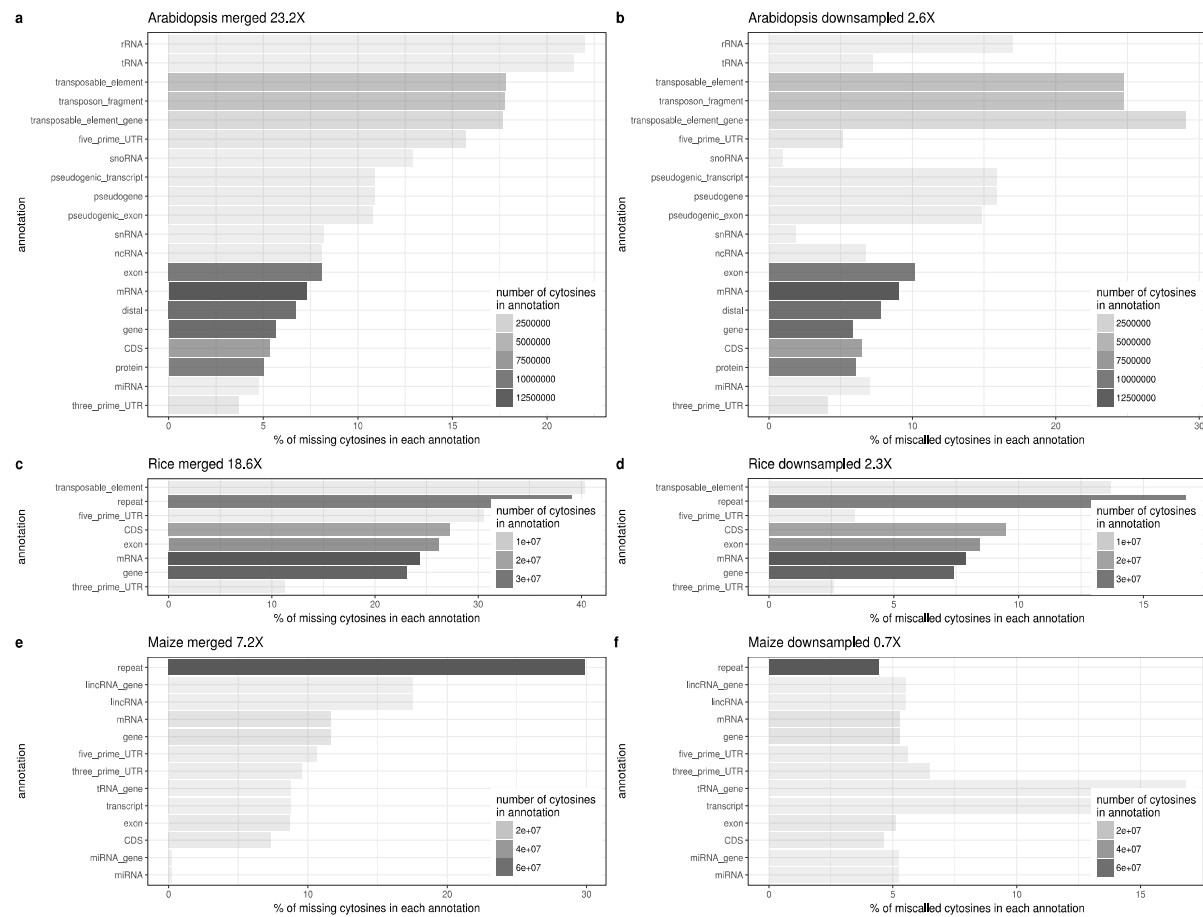 a
Arabidopsis merged 23.2X
annotation
rRNA
tRNA
transposable_element
transposon_fragment
transposable_element_gene
five_prime_UTR
snoRNA
pseudogenic_transcript
pseudogene
pseudogenic_exon
snRNA
ncRNA
exon
mRNA
distal
gene
CDS
protein
miRNA
three_prime_UTR
number of cytosines
in annotation
2500000
5000000
7500000
10000000
12500000
0 5 10 15 20
% of missing cytosines in each annotation
b
Arabidopsis downsampled 2.6X
annotation
rRNA
tRNA
transposable_element
transposon_fragment
transposable_element_gene
five_prime_UTR
snoRNA
pseudogenic_transcript
pseudogene
pseudogenic_exon
snRNA
ncRNA
exon
mRNA
distal
gene
CDS
protein
miRNA
three_prime_UTR
number of cytosines
in annotation
2500000
5000000
7500000
10000000
12500000
0 10 20 30
% of miscalled cytosines in each annotation
c
Rice merged 18.6X
annotation
transposable_element
repeat
five_prime_UTR
CDS
exon
mRNA
gene
three_prime_UTR
number of cytosines
in annotation
1e+07
2e+07
3e+07
0 10 20 30 40
% of missing cytosines in each annotation
d
Rice downsampled 2.3X
annotation
transposable_element
repeat
five_prime_UTR
CDS
exon
mRNA
gene
three_prime_UTR
number of cytosines
in annotation
1e+07
2e+07
3e+07
0 5 10 15
% of miscalled cytosines in each annotation
e
Maize merged 7.2X
annotation
repeat
lincRNA_gene
lincRNA
mRNA
gene
five_prime_UTR
three_prime_UTR
tRNA_gene
transcript
exon
CDS
miRNA_gene
miRNA
number of cytosines
in annotation
2e+07
4e+07
6e+07
0 10 20 30
% of missing cytosines in each annotation
f
Maize downsampled 0.7X
annotation
repeat
lincRNA_gene
lincRNA
mRNA
gene
five_prime_UTR
three_prime_UTR
tRNA_gene
transcript
exon
CDS
miRNA_gene
miRNA
number of cytosines
in annotation
2e+07
4e+07
6e+07
0 5 10 15
% of miscalled cytosines in each annotation